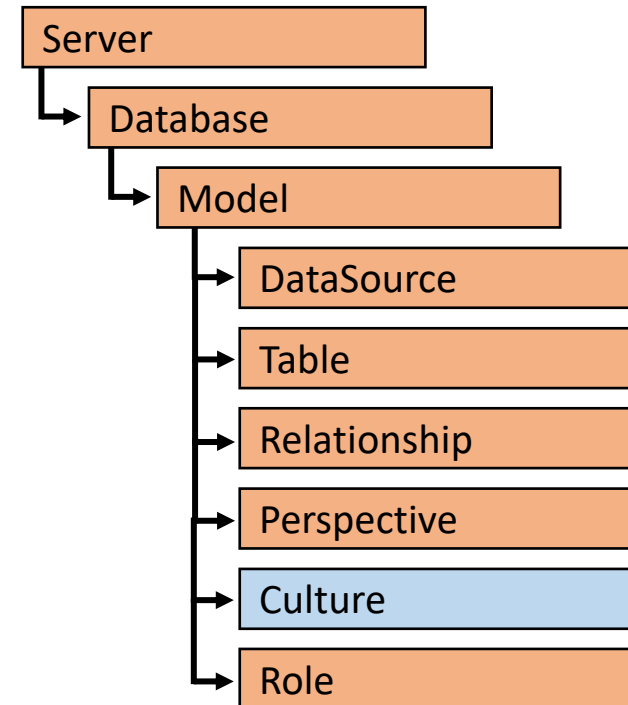 Server
Database
Model
DataSource
Table
Relationship
Perspective
Culture
Role